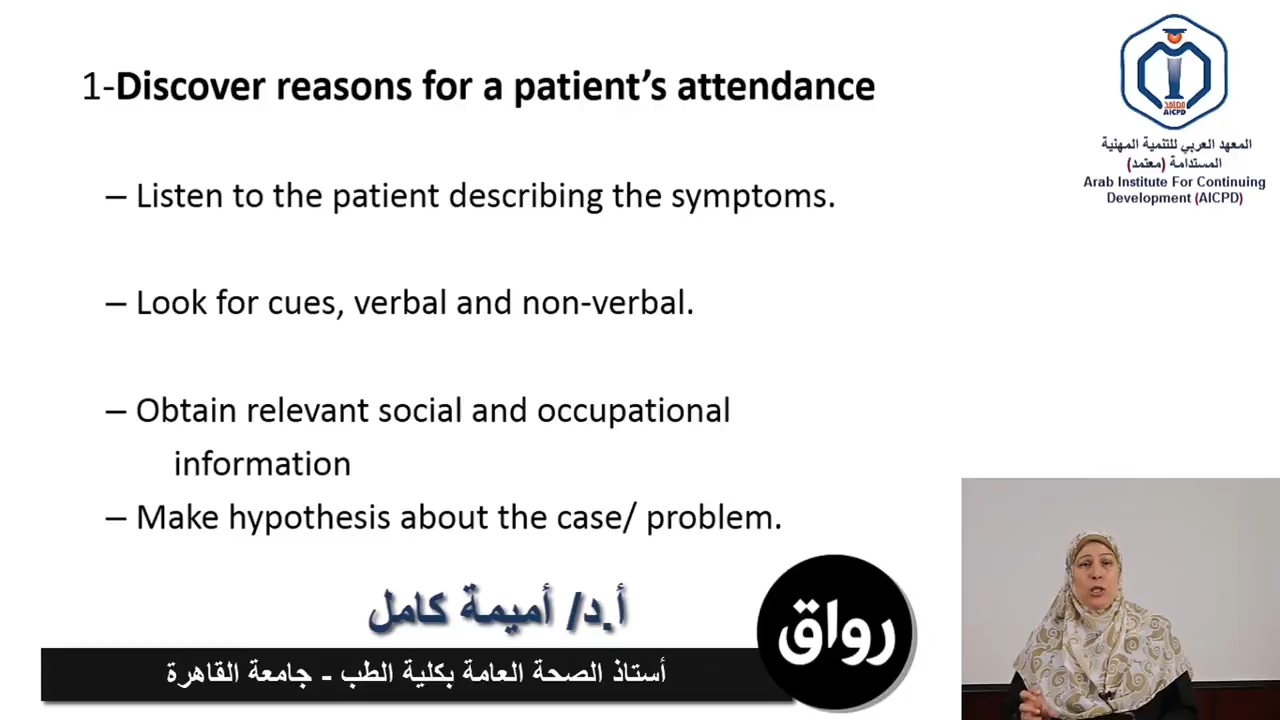 1-Discover reasons for a patient's attendance
– Listen to the patient describing the symptoms.
– Look for cues, verbal and non-verbal.
– Obtain relevant social and occupational
information
– Make hypothesis about the case/ problem.
معتمد
AICPD
المعهد العربي للتنمية المهنية
المستدامة (معتمد)
Arab Institute For Continuing
Development (AICPD)
أ.د/ أميمة كامل
رواق
أستاذ الصحة العامة بكلية الطب - جامعة القاهرة